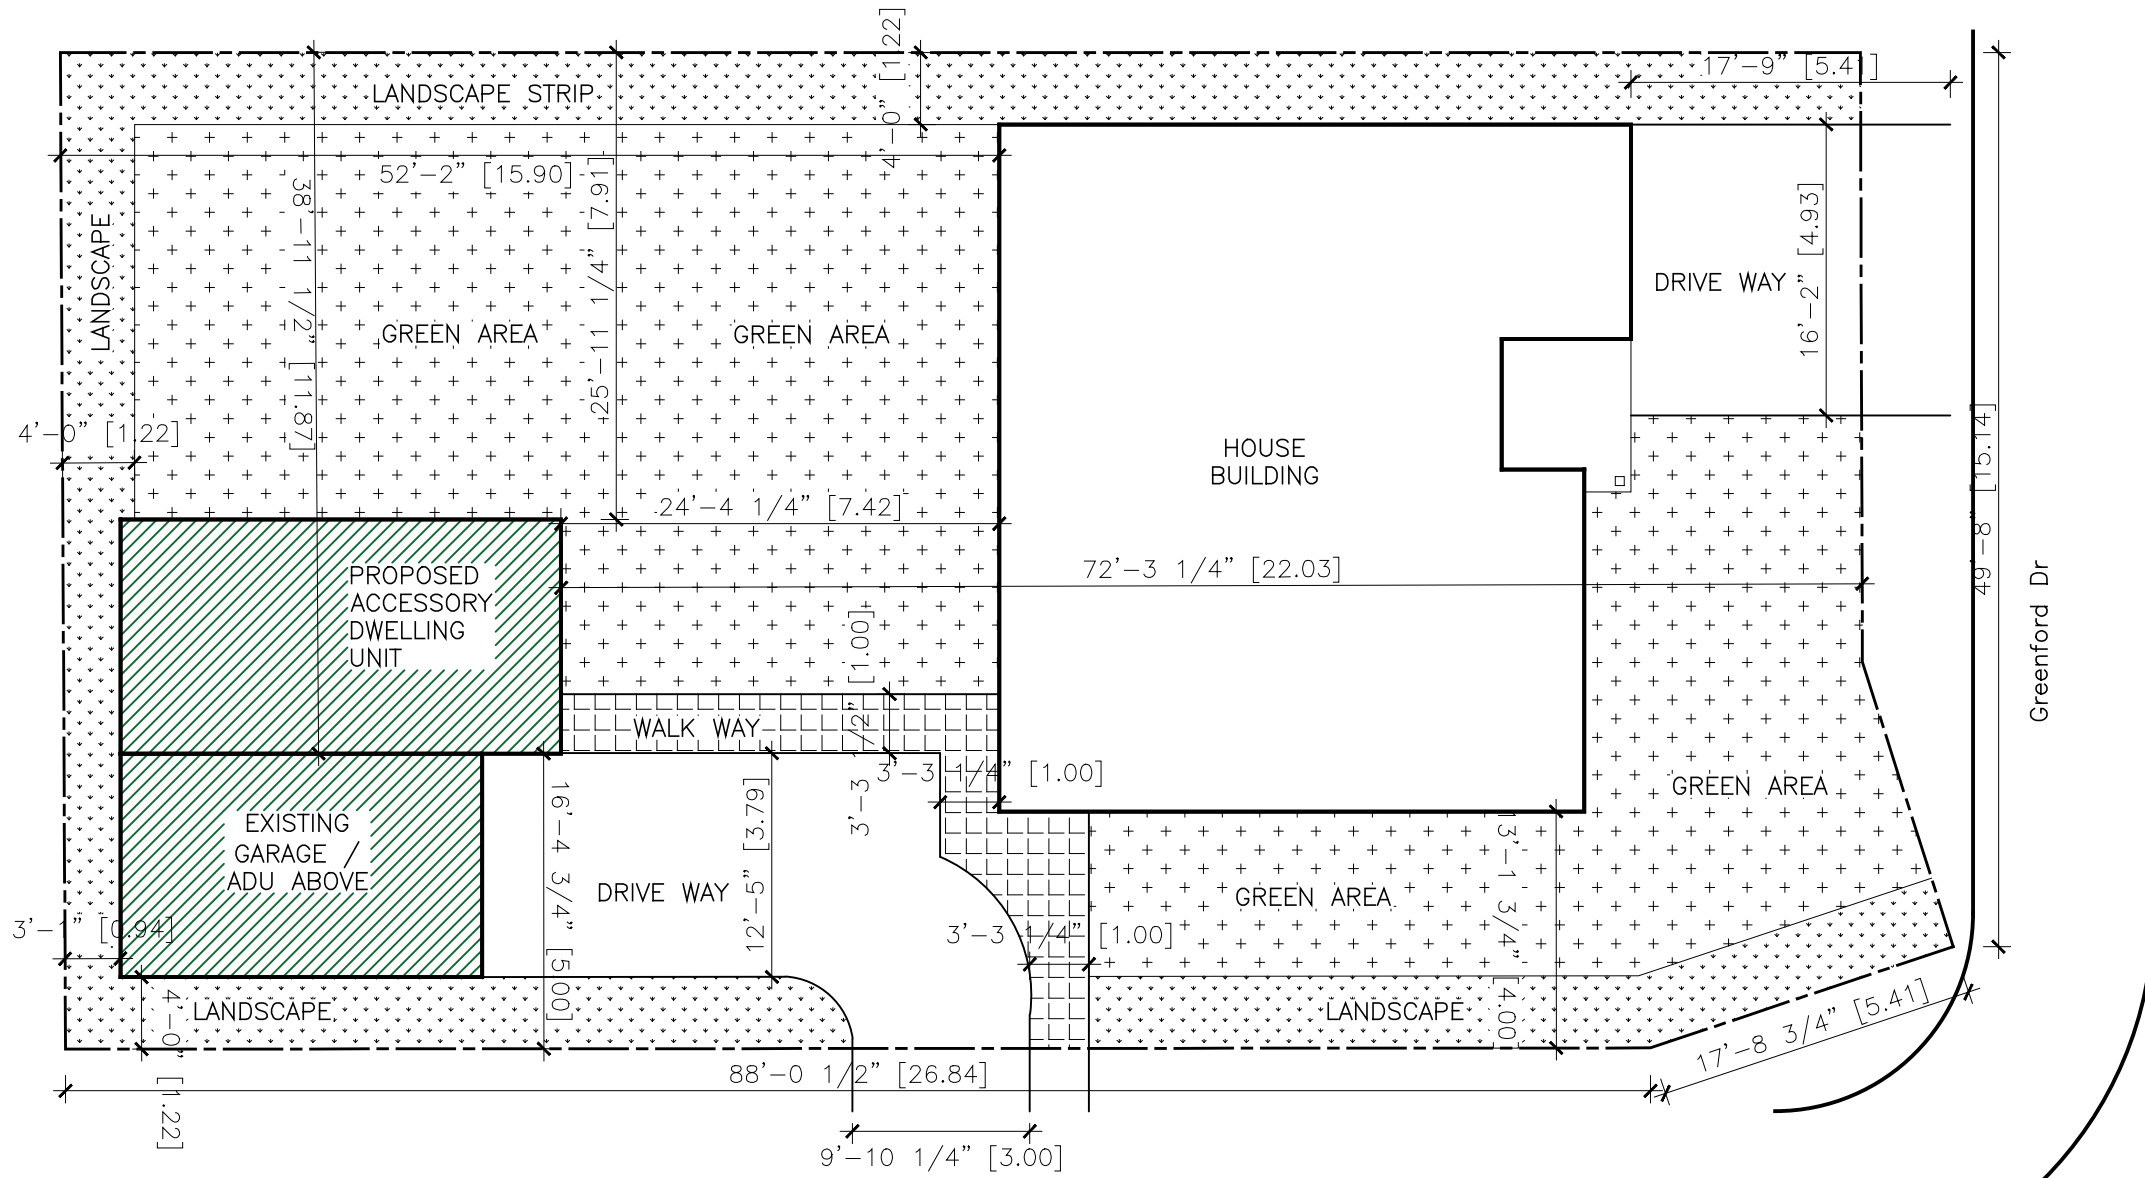 4'-0" [1.22]
17'-9" [5.41]
LANDSCAPE STRIP
52'-2" [15.90]
38'-11 1/2" [11.87]
25'-11 1/4" [7.91]
16'-2" [4.93]
LANDSCAPE
DRIVE WAY
GREEN AREA
GREEN AREA
4'-0" [1.22]
HOUSE
BUILDING
49'-8" [15.14]
24'-4 1/4" [7.42]
72'-3 1/4" [22.03]
PROPOSED
ACCESSORY
DWELLING
UNIT
Greenford Dr
3'-3 1/2" [1.00]
WALK WAY
3'-3 1/4" [1.00]
GREEN AREA
EXISTING
GARAGE /
ADU ABOVE
16'-4 3/4" [5.00]
DRIVE WAY
12'-5" [3.79]
GREEN AREA
13'-1 3/4" [4.00]
3'-1" [0.94]
3'-3 1/4" [1.00]
4'-0" [1.22]
LANDSCAPE
LANDSCAPE
17'-8 3/4" [5.41]
88'-0 1/2" [26.84]
9'-10 1/4" [3.00]